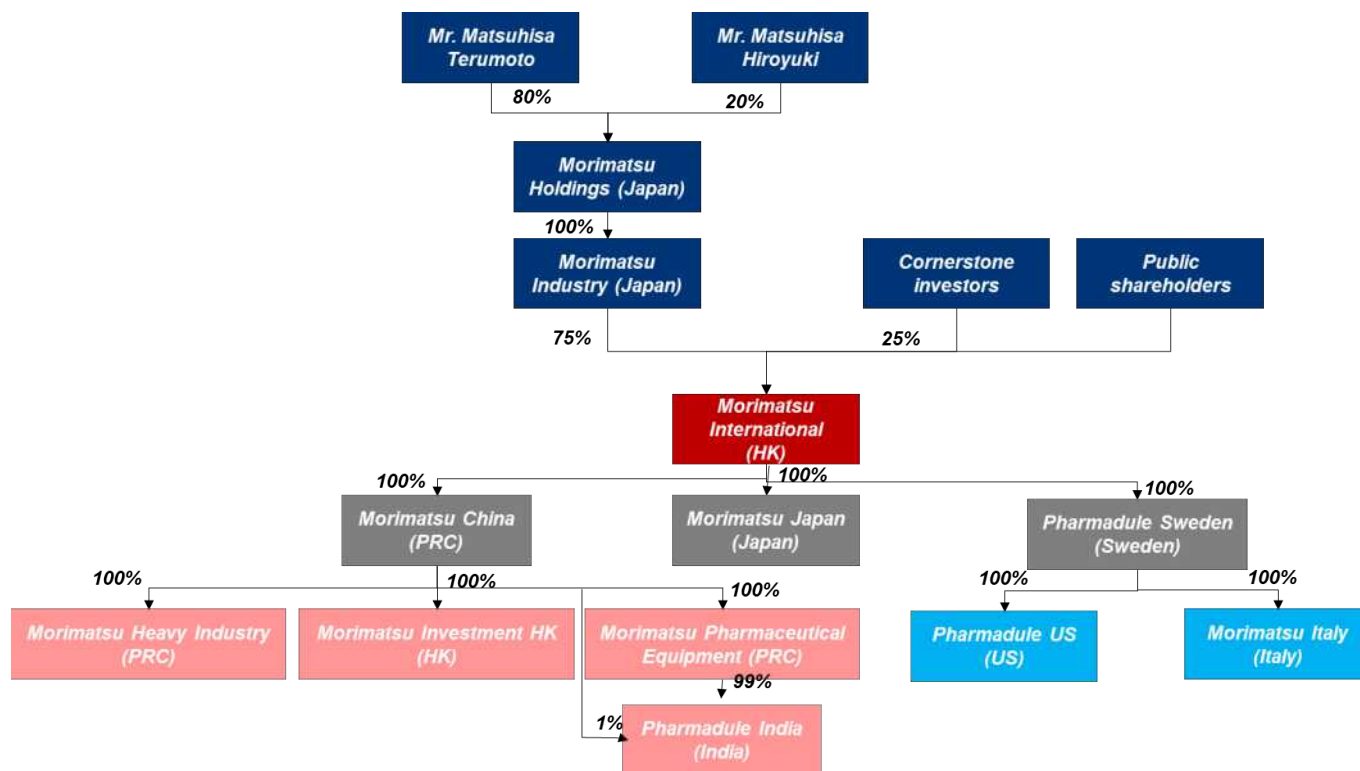 Mr. Matsuhisa
Terumoto
Mr. Matsuhisa
Hiroyuki
80%
20%
Morimatsu
Holdings (Japan)
100%
Morimatsu
Industry (Japan)
Cornerstone
investors
Public
shareholders
75%
25%
Morimatsu
International
(HK)
100%
100%
100%
Morimatsu China
(PRC)
Morimatsu Japan
(Japan)
Pharmadule Sweden
(Sweden)
100%
100%
100%
100%
100%
Morimatsu Heavy Industry
(PRC)
Morimatsu Investment HK
(HK)
Morimatsu Pharmaceutical
Equipment (PRC)
Pharmadule US
(US)
Morimatsu Italy
(Italy)
99%
1%
Pharmadule India
(India)